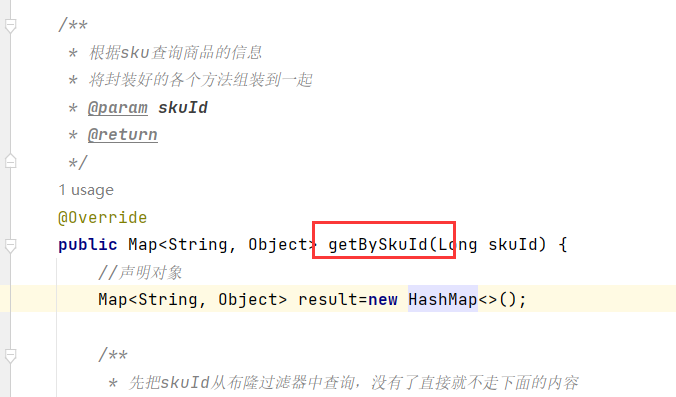 /**
* 根据sku查询商品的信息
* 将封装好的各个方法组装到一起
* @param skuId
* @return
*/
1 usage
@Override
public Map<String, Object> getBySkuId(Long skuId) {
//声明对象
Map<String, Object> result=new HashMap<>();
/**
* 先把skuId从布隆过滤器中查询，没有了直接就不走下面的内容